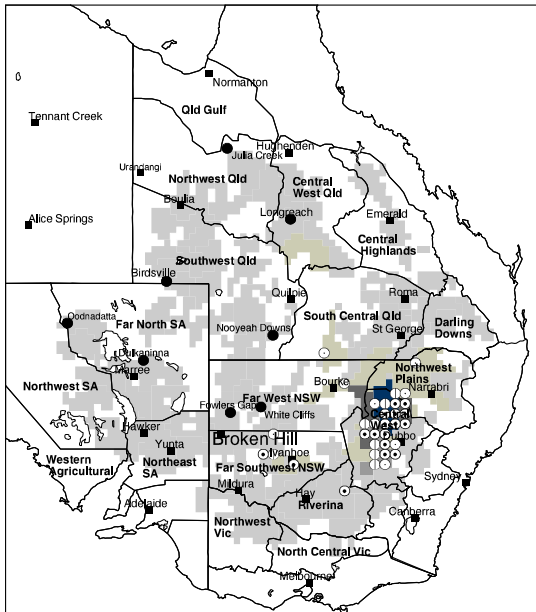 Normanton
Tennant Creek
Qld Gulf
Hughenden
Julia Creek
Urandangi
Northwest Qld
Central
West Qld
Boulia
Longreach
Emerald
Alice Springs
Central
Highlands
Southwest Qld
Birdsville
Quilpie
Roma
South Central Qld
Oodnadatta
Far North SA
Nooyeah Downs
St George
Darling
Downs
Dulkaninna
Marree
Northwest
Plains
Northwest SA
Bourke
Narrabri
Far West NSW
Fowlers Gap
White Cliffs
Central
West
Hawker
Broken Hill
Dubbo
Yunta
Ivanhoe
Western
Agricultural
Northeast
SA
Far Southwest NSW
Sydney
Mildura
Hay
Riverina
Adelaide
Canberra
Northwest
Vic
North Central Vic
Melbourne